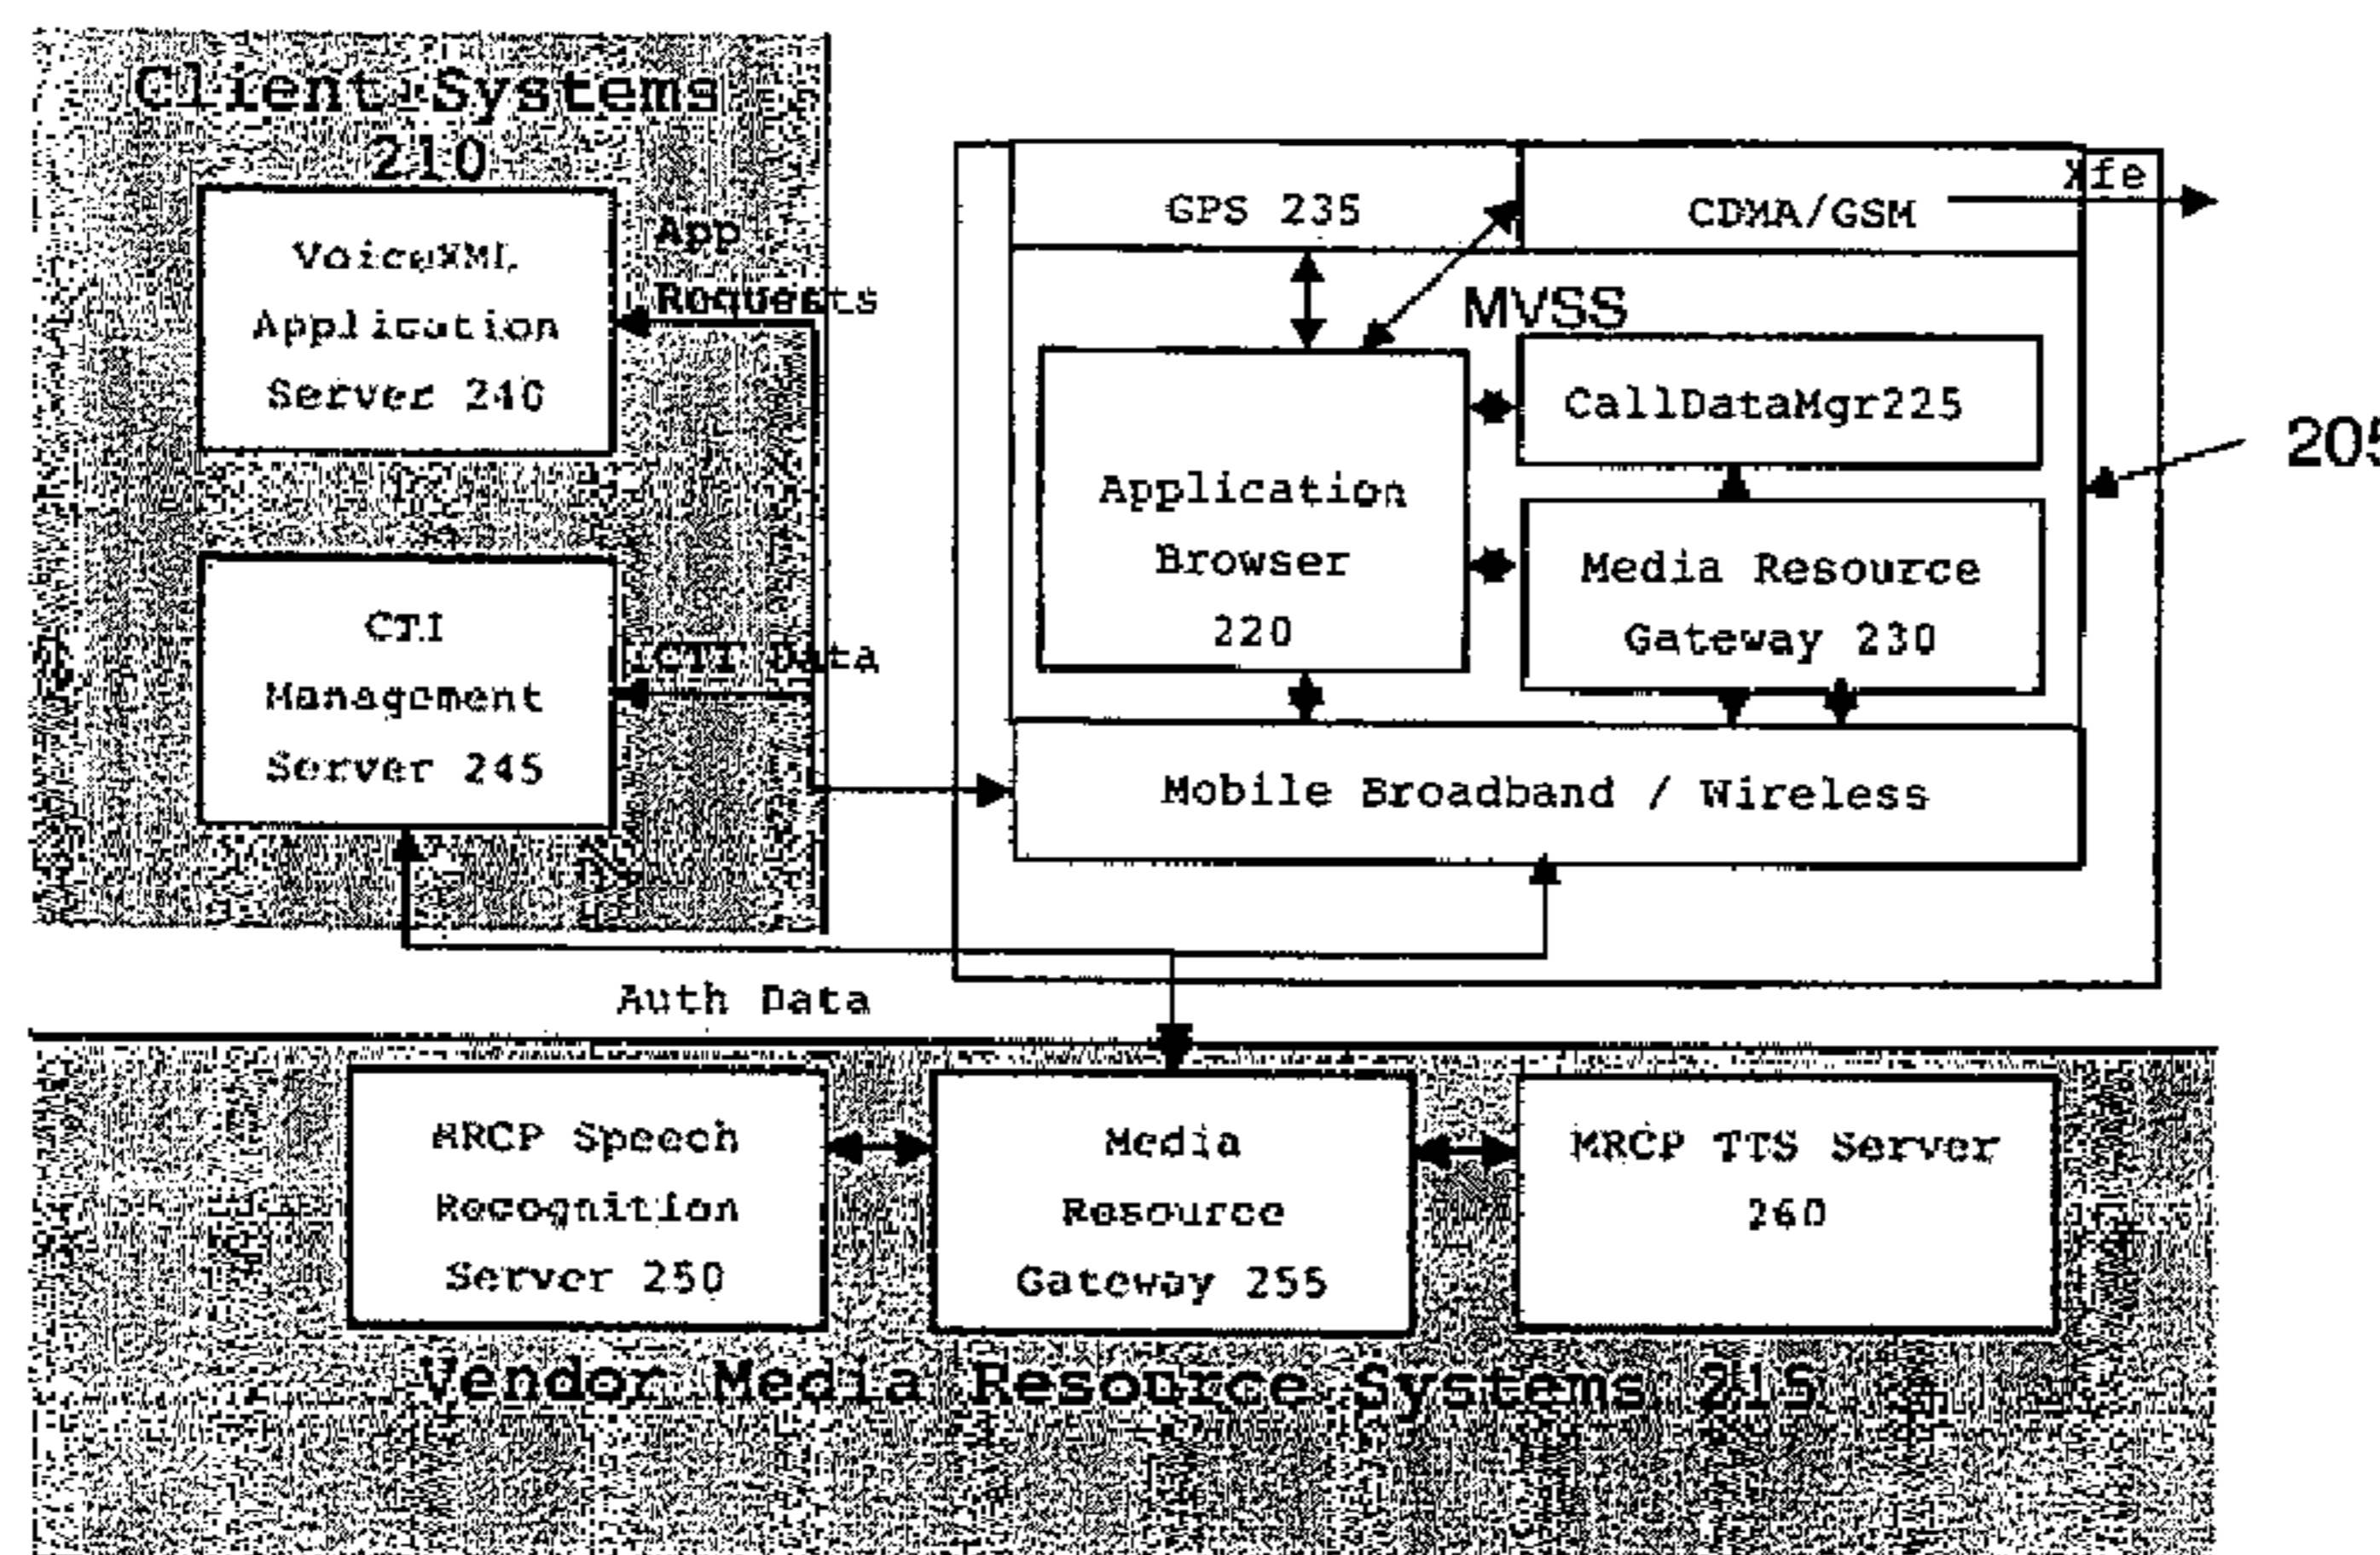 Client Systems
210
VoiceXML
Application
Server 240
App
Requests
CTI
Management
Server 245
CTI Data
GPS 235
CDMA/GSM
Xfe
MVSS
Application
Browser
220
CallDataMgr225
Media Resource
Gateway 230
Mobile Broadband / Wireless
205
Auth Data
MRCP Speech
Recognition
Server 250
Media
Resource
Gateway 255
MRCP TTS Server
260
Vendor Media Resource Systems 215